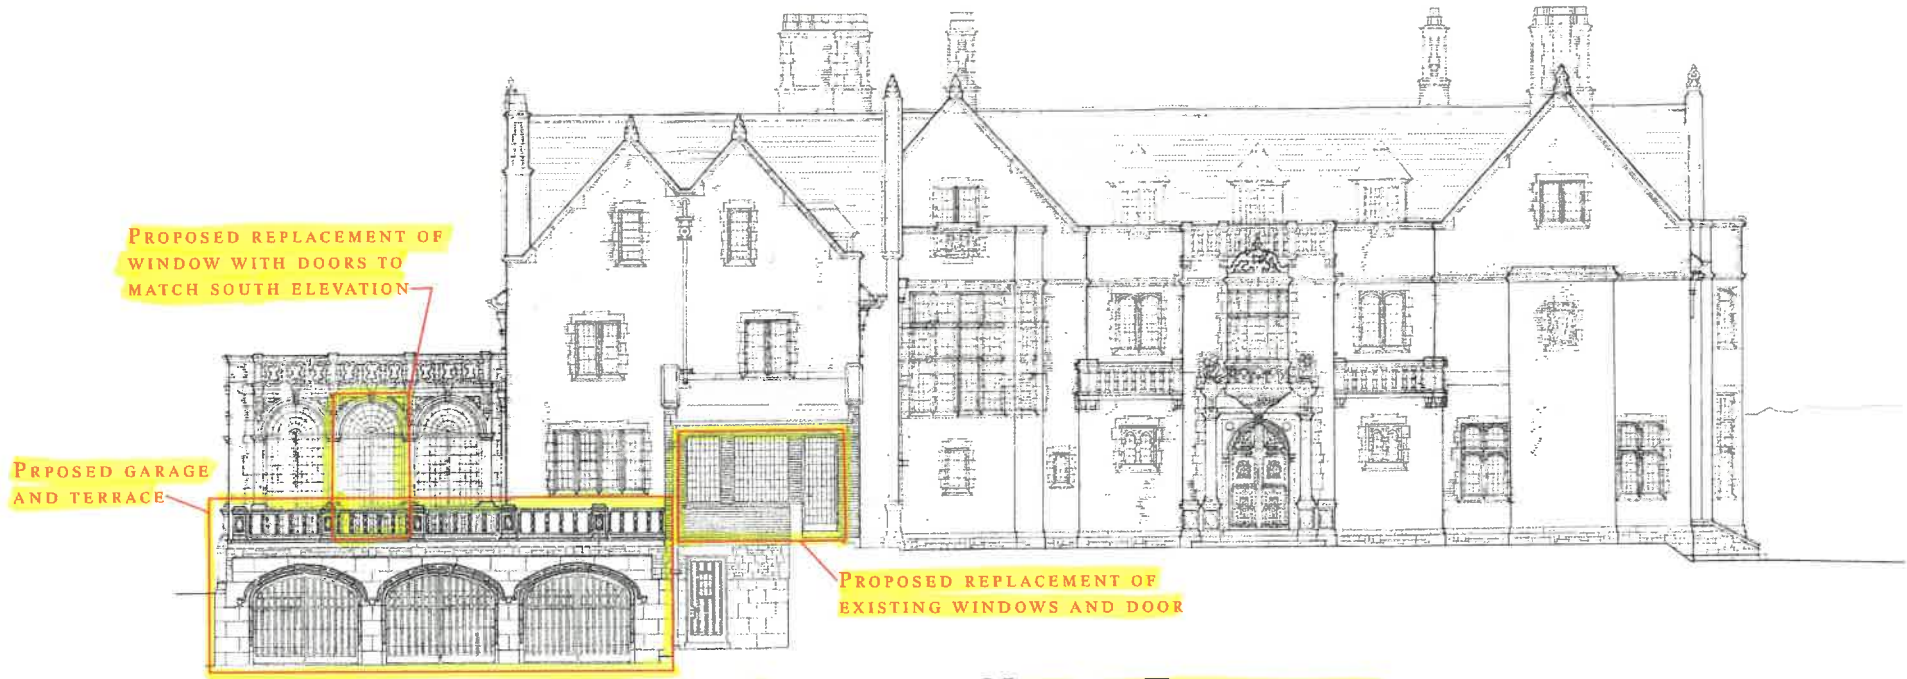 PROPOSED REPLACEMENT OF
WINDOW WITH DOORS TO
MATCH SOUTH ELEVATION
PRPOSED GARAGE
AND TERRACE
PROPOSED REPLACEMENT OF
EXISTING WINDOWS AND DOOR